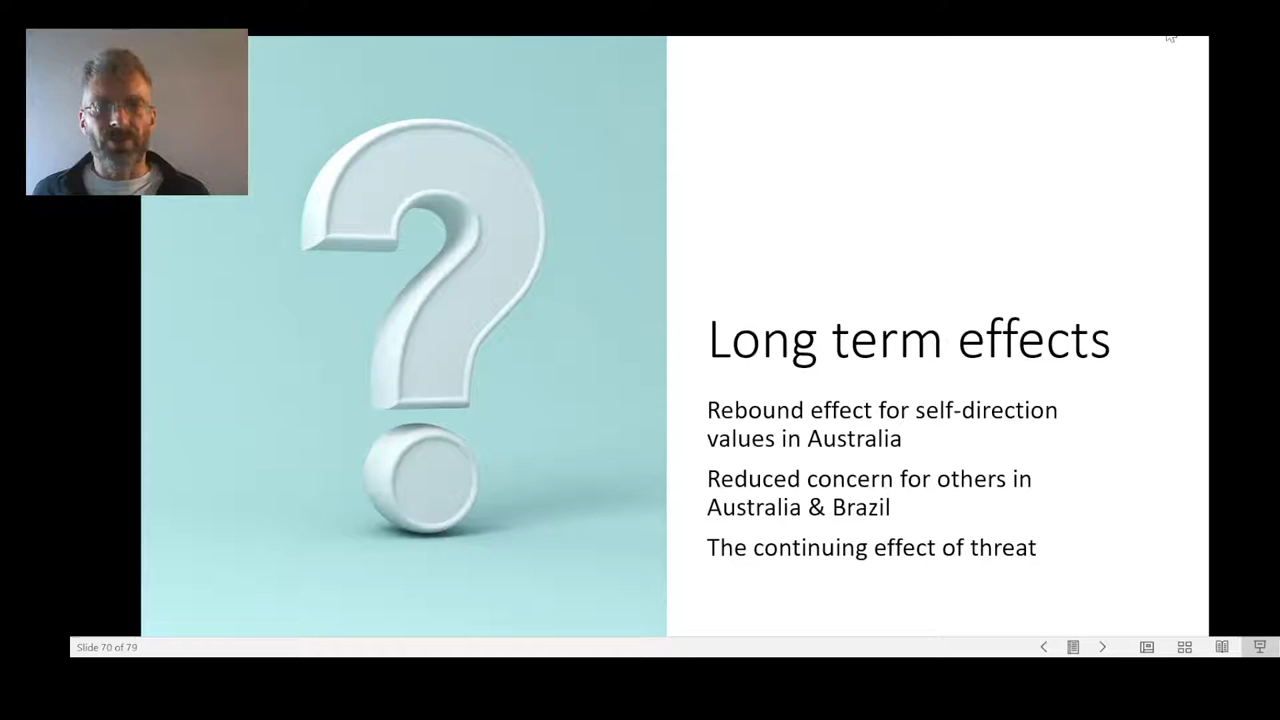 Long term effects
Rebound effect for self-direction
values in Australia
Reduced concern for others in
Australia & Brazil
The continuing effect of threat
Slide 70 of 79